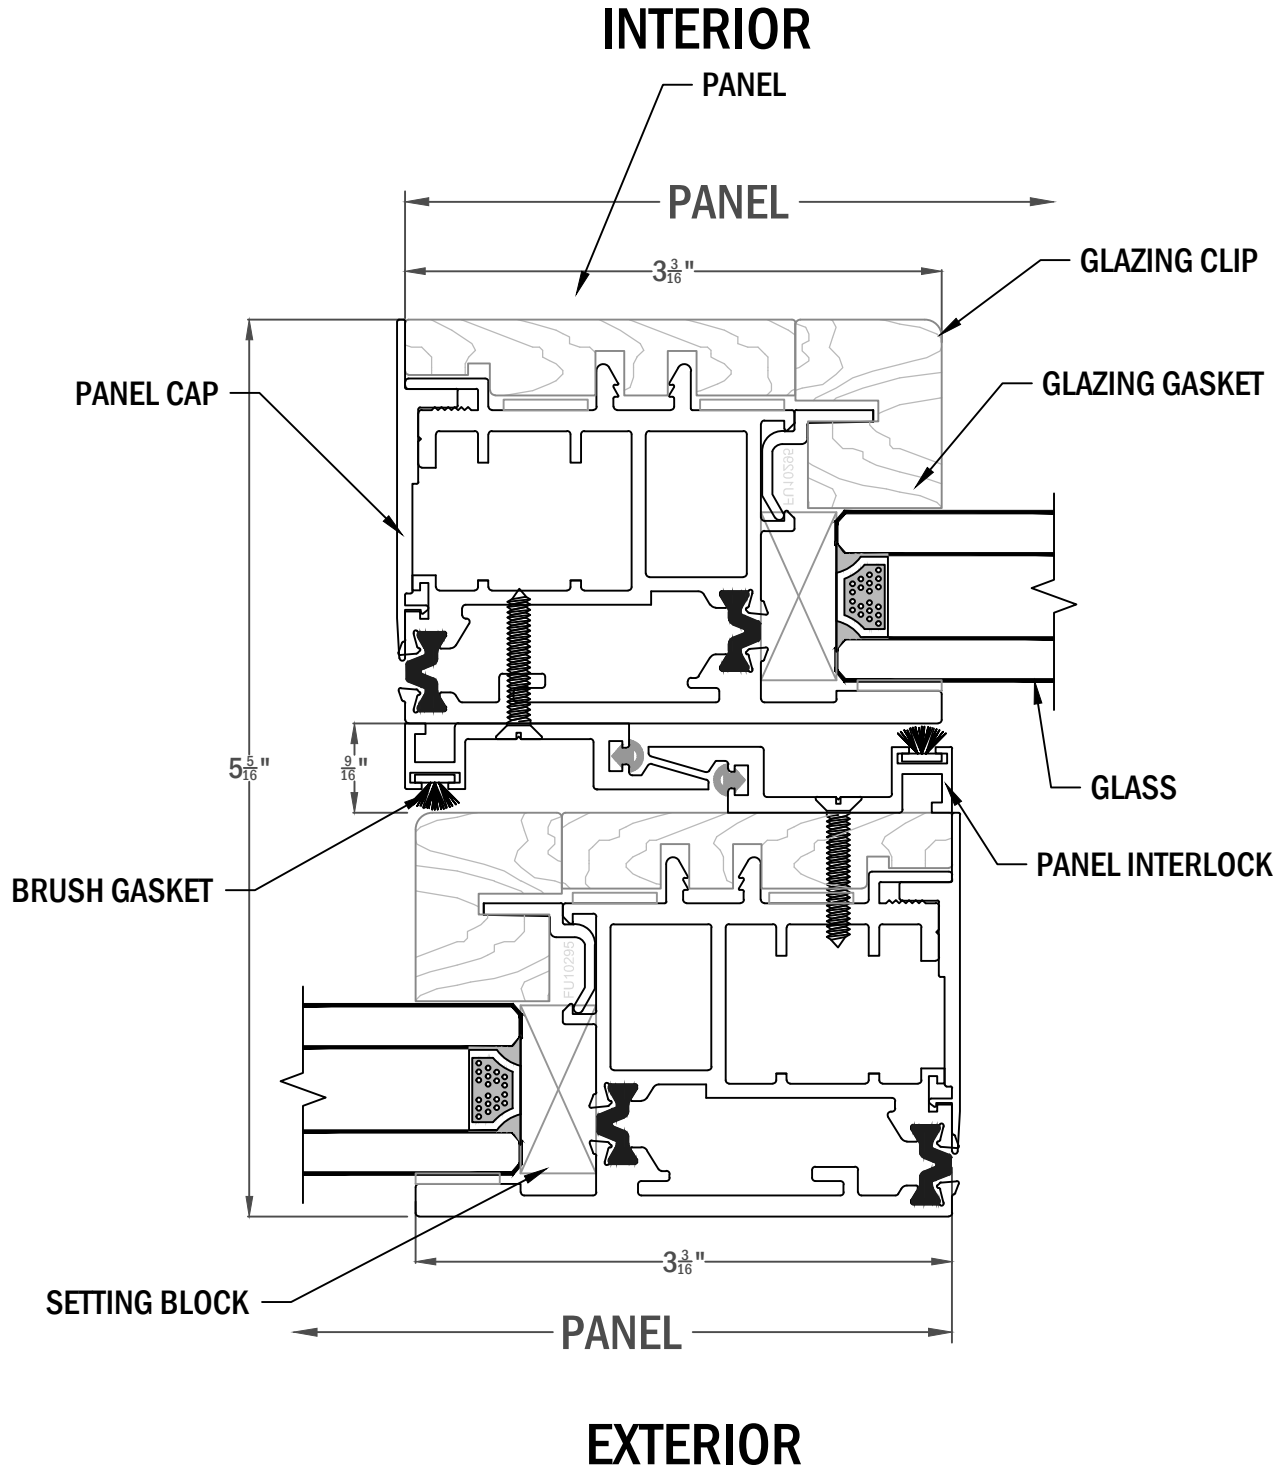 INTERIOR
PANEL
PANEL
3 3/16"
GLAZING CLIP
PANEL CAP
GLAZING GASKET
FU10295
5 5/16"
9/16"
GLASS
BRUSH GASKET
PANEL INTERLOCK
FU10295
3 3/16"
SETTING BLOCK
PANEL
EXTERIOR